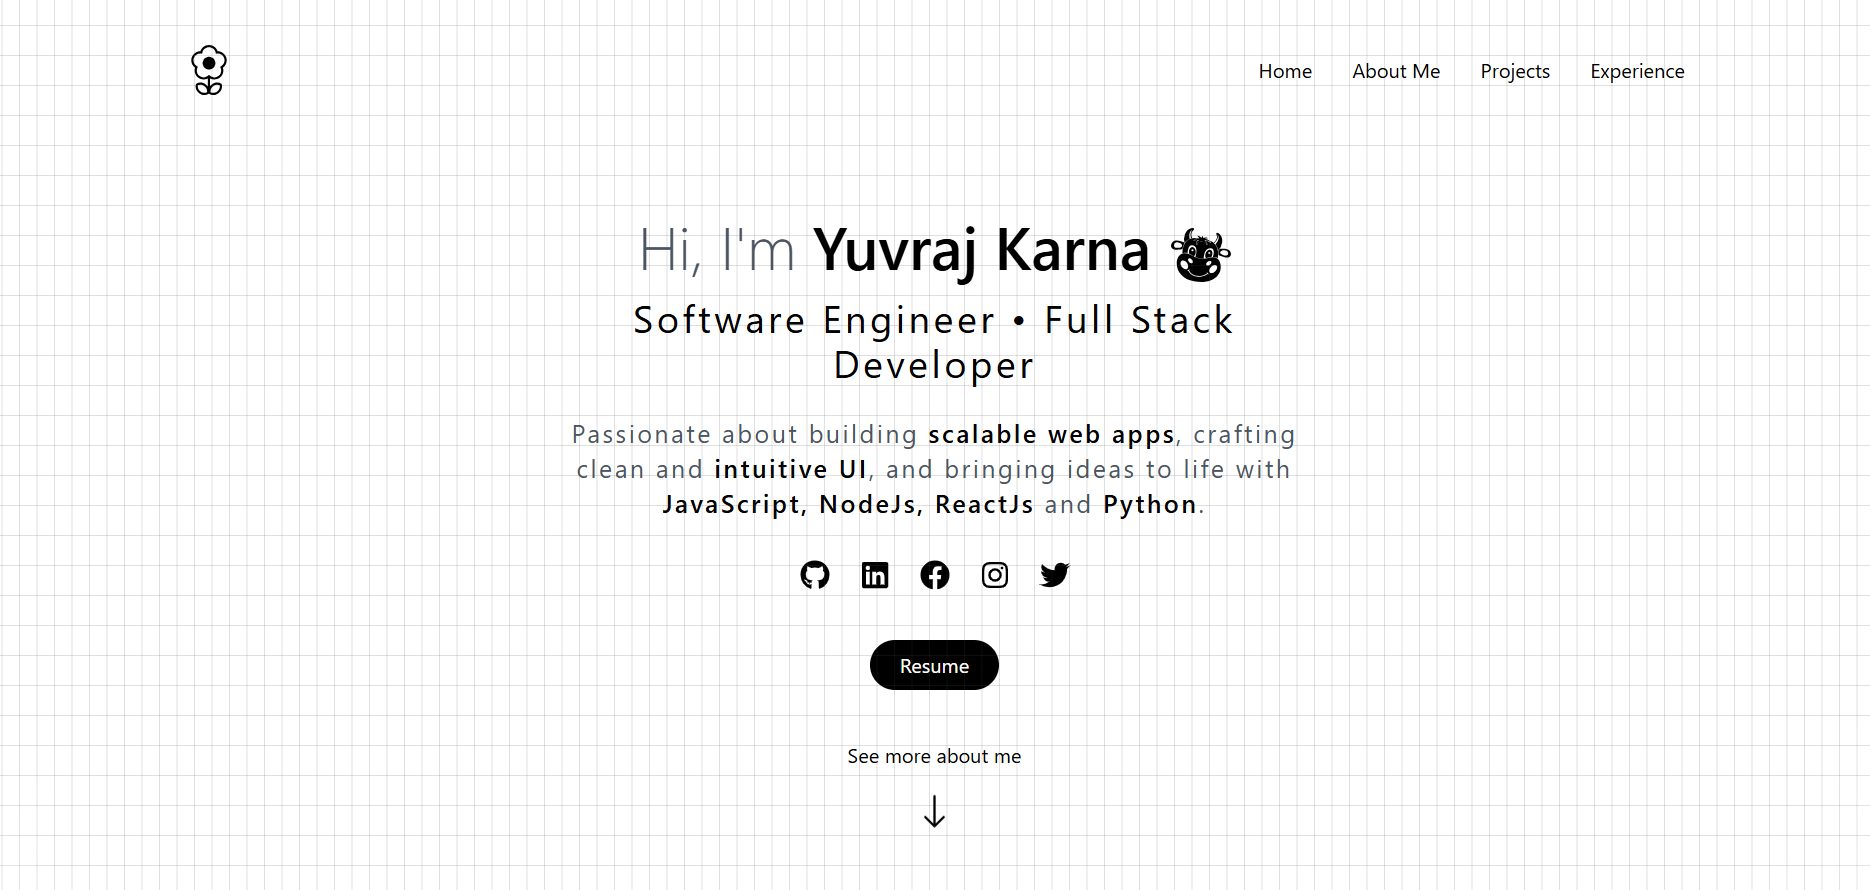 Home
About Me
Projects
Experience
Hi, I'm Yuvraj Karna
Software Engineer • Full Stack
Developer
Passionate about building scalable web apps, crafting
clean and intuitive UI, and bringing ideas to life with
JavaScript, NodeJs, ReactJs and Python.
in
Resume
See more about me